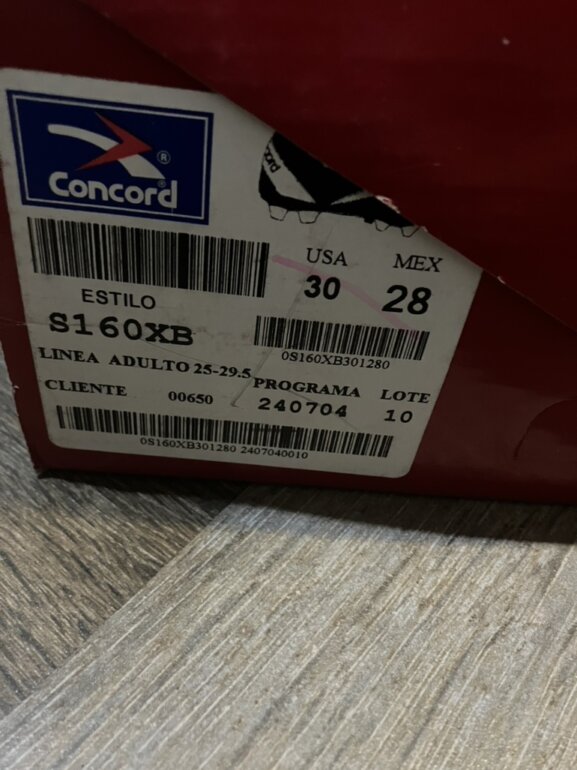 Concord®
USA MEX
30 28
ESTILO
S160XB
0S160XB301280
LINEA ADULTO 25-29.5
CLIENTE 00650 PROGRAMA LOTE
240704 10
0S160XB301280 2407040010